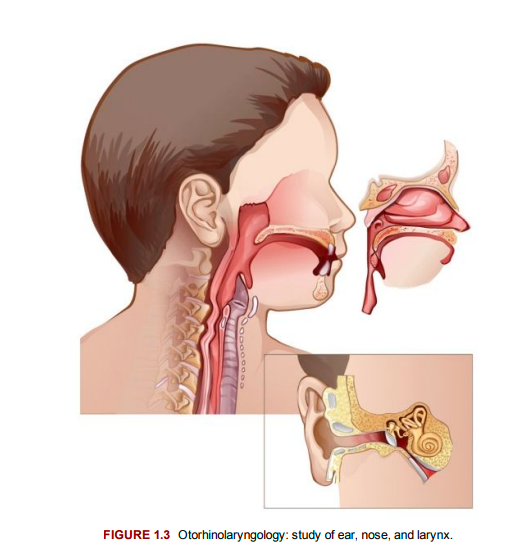 FIGURE 1.3 Otorhinolaryngology: study of ear, nose, and larynx.